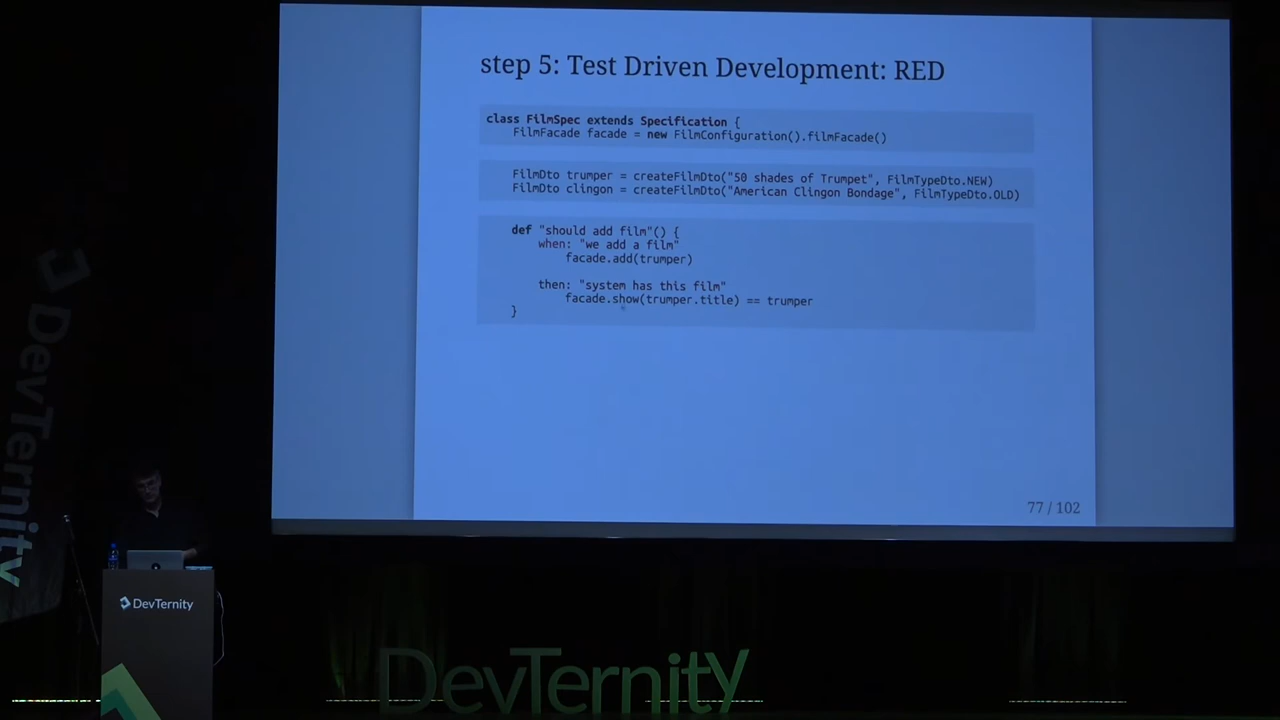 step 5: Test Driven Development: RED
class FilmSpec extends Specification {
FilmFacade facade = new FilmConfiguration().filmFacade()
FilmDto trumper = createFilmDto("50 shades of Trumpet", FilmTypeDto.NEW)
FilmDto clingon = createFilmDto("American Clingon Bondage", FilmTypeDto.OLD)
def "should add film"() {
when: "we add a film"
facade.add(trumper)
then: "system has this film"
facade.show(trumper.title) == trumper
}
77 / 102
DevTernity
DevTernity
DevTernity